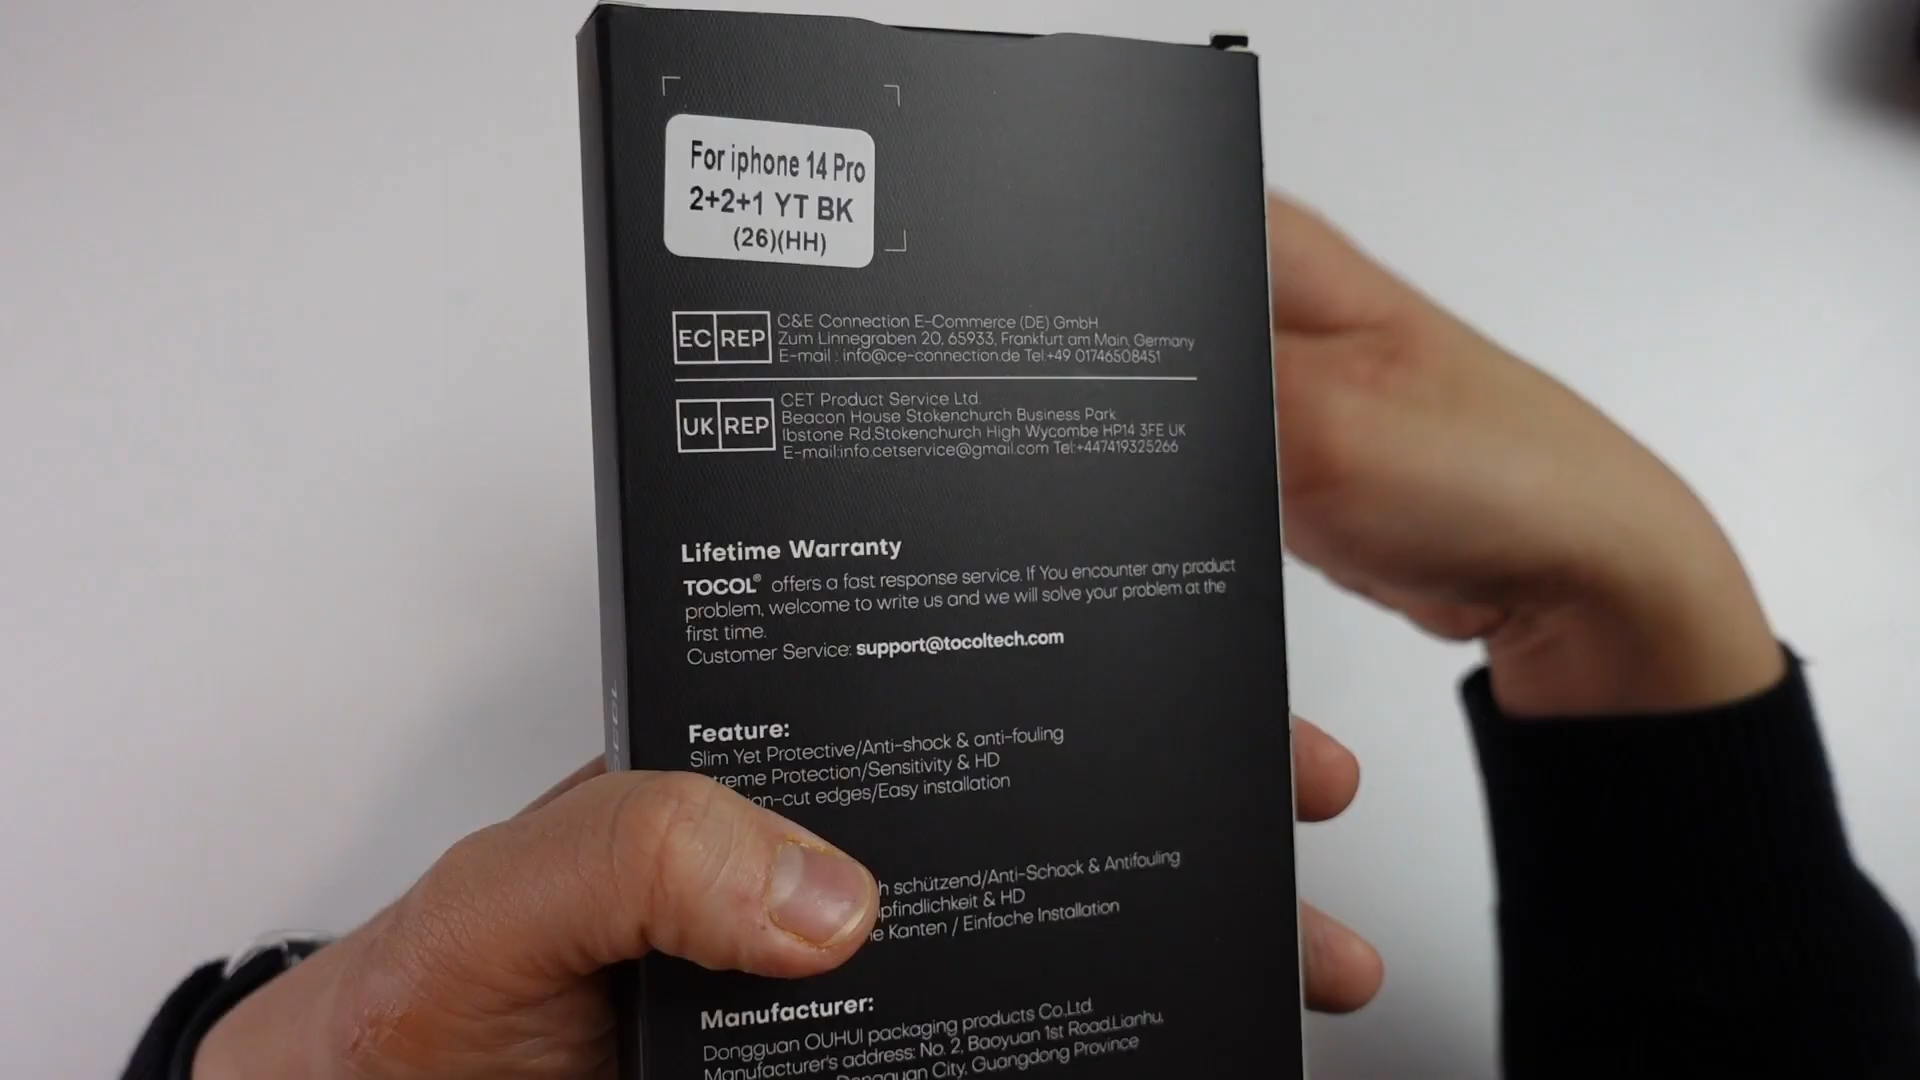 For iphone 14 Pro
2+2+1 YT BK
(26)(HH)
EC REP
C&E Connection E-Commerce (DE) GmbH
Zum Linnegraben 20, 65933, Frankfurt am Main, Germany
E-mail : info@ce-connection.de Tel:+49 01746508451
UK REP
CET Product Service Ltd.
Beacon House Stokenchurch Business Park
Ibstone Rd,Stokenchurch High Wycombe HP14 3FE UK
E-mail:info.cetservice@gmail.com Tel:+447419325266
Lifetime Warranty
TOCOL® offers a fast response service. If You encounter any product
problem, welcome to write us and we will solve your problem at the
first time.
Customer Service: support@tocoltech.com
Feature:
Slim Yet Protective/Anti-shock & anti-fouling
treme Protection/Sensitivity & HD
ion-cut edges/Easy installation
h schützend/Anti-Schock & Antifouling
pfindlichkeit & HD
e Kanten / Einfache Installation
Manufacturer:
Dongguan OUHUI packaging products Co,Ltd.
Manufacturer's address: No. 2, Baoyuan 1st Road.Lianhu,
Dongguan City, Guangdong Province